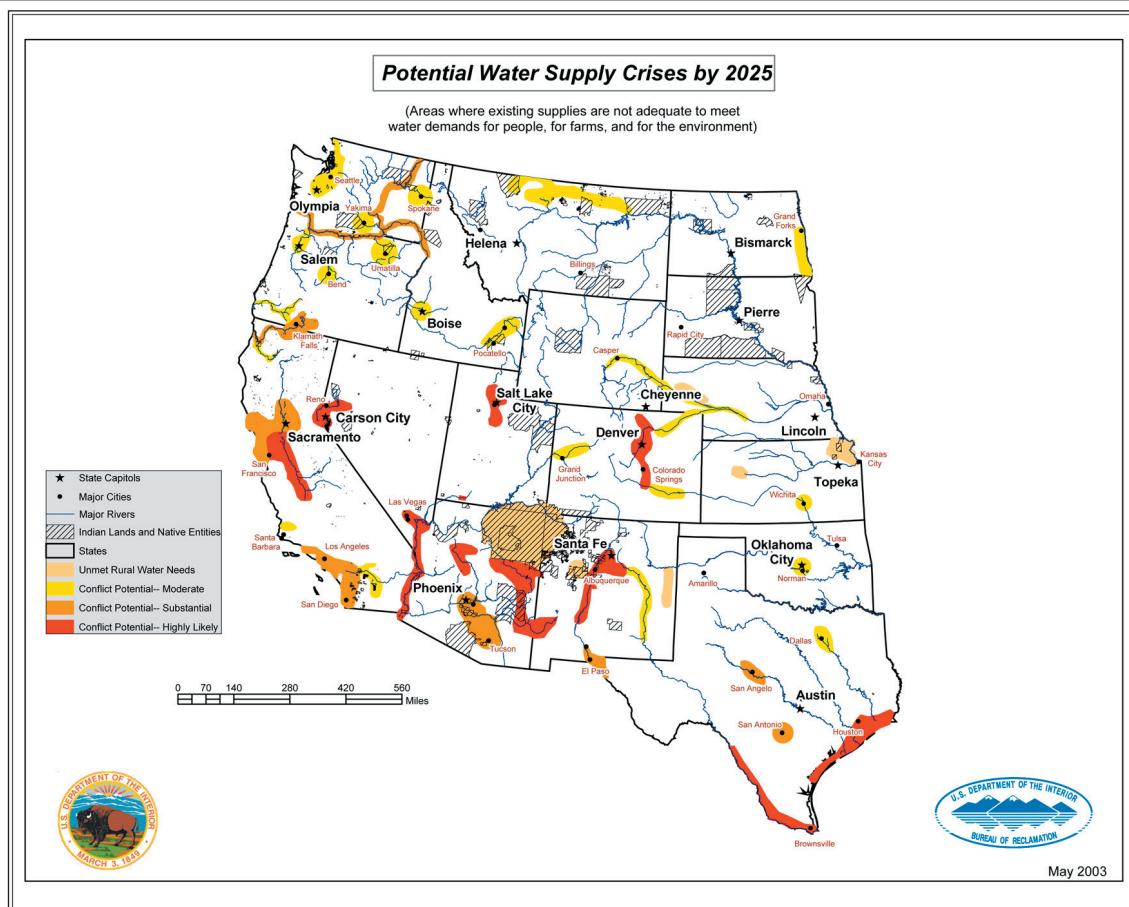 Potential Water Supply Crises by 2025
(Areas where existing supplies are not adequate to meet
water demands for people, for farms, and for the environment)
Seattle
Olympia
Yakima
Spokane
Salem
Umatilla
Bend
Helena
Billings
Grand
Forks
Bismarck
Pierre
Rapid City
Boise
Pocatello
Klamath
Falls
Casper
Cheyenne
Omaha
Lincoln
Reno
Carson City
Sacramento
San
Francisco
Salt Lake
City
Denver
Grand
Junction
Colorado
Springs
Kansas
City
Topeka
Wichita
Las Vegas
Santa
Barbara
Los Angeles
San Diego
Phoenix
Tucson
Santa Fe
Albuquerque
El Paso
Amarillo
Oklahoma
City
Tulsa
Norman
Dallas
San Angelo
Austin
San Antonio
Houston
Brownsville
State Capitols
Major Cities
Major Rivers
Indian Lands and Native Entities
States
Unmet Rural Water Needs
Conflict Potential-- Moderate
Conflict Potential-- Substantial
Conflict Potential-- Highly Likely
0 70 140 280 420 560
Miles
U.S. DEPARTMENT OF THE INTERIOR
MARCH 3, 1849
U.S. DEPARTMENT OF THE INTERIOR
BUREAU OF RECLAMATION
May 2003